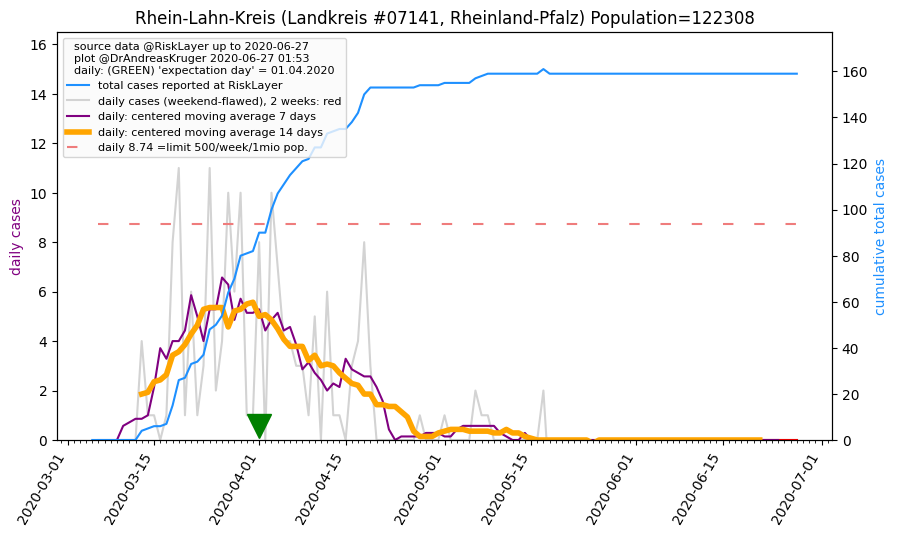 Rhein-Lahn-Kreis (Landkreis #07141, Rheinland-Pfalz) Population=122308
source data @RiskLayer up to 2020-06-27
plot @DrAndreasKruger 2020-06-27 01:53
daily: (GREEN) 'expectation day' = 01.04.2020
total cases reported at RiskLayer
daily cases (weekend-flawed), 2 weeks: red
daily: centered moving average 7 days
daily: centered moving average 14 days
daily 8.74 =limit 500/week/1mio pop.
daily cases
16
14
12
10
8
6
4
2
0
160
140
120
100
80
60
40
20
0
cumulative total cases
2020-03-01
2020-03-15
2020-04-01
2020-04-15
2020-05-01
2020-05-15
2020-06-01
2020-06-15
2020-07-01